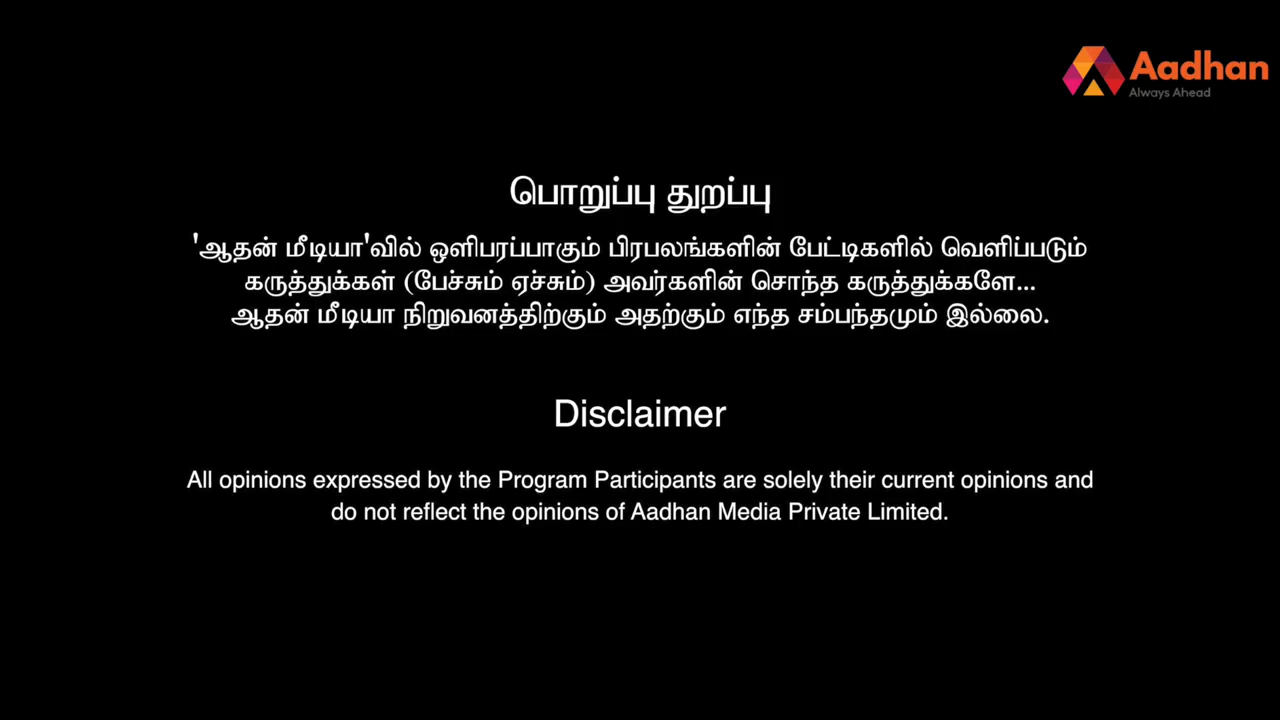 Aadhan
Always Ahead
பொறுப்பு துறப்பு
'ஆதன் மீடியா'வில் ஒளிபரப்பாகும் பிரபலங்களின் பேட்டிகளில் வெளிப்படும்
கருத்துக்கள் (பேச்சும் ஏச்சும்) அவர்களின் சொந்த கருத்துக்களே...
ஆதன் மீடியா நிறுவனத்திற்கும் அதற்கும் எந்த சம்பந்தமும் இல்லை.
Disclaimer
All opinions expressed by the Program Participants are solely their current opinions and
do not reflect the opinions of Aadhan Media Private Limited.